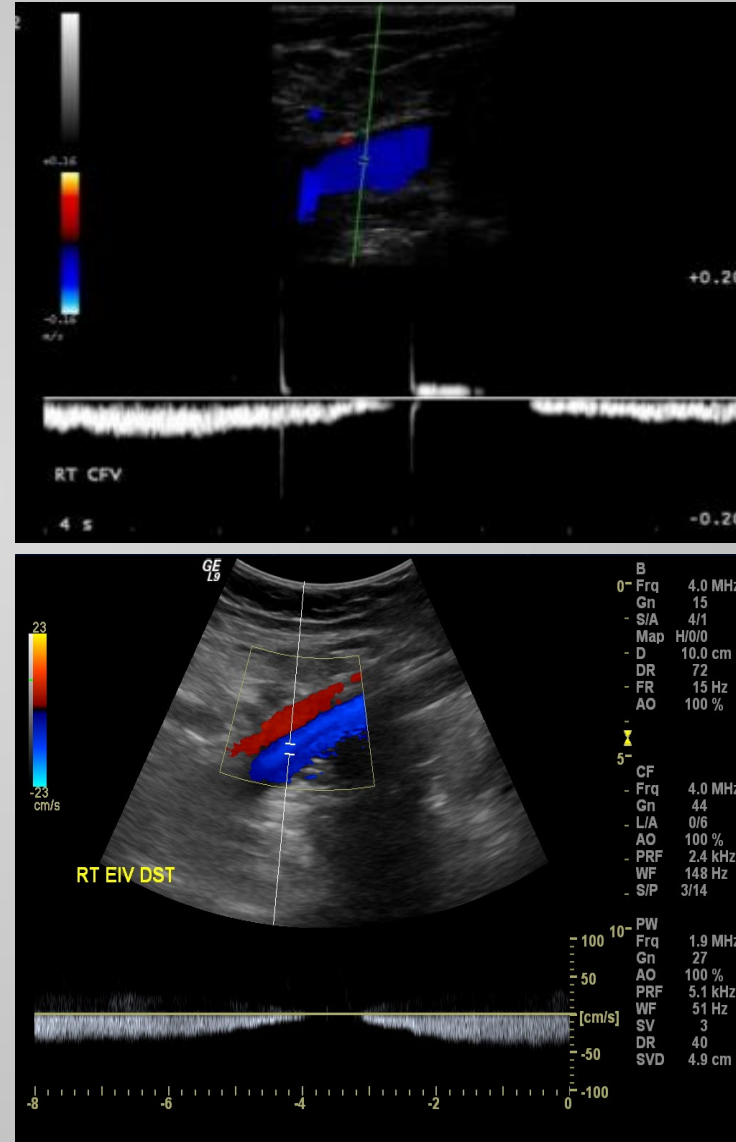 2
+0.16
-0.16
m/s
+0.20
RT CFV
4 s
-0.20
GE
L9
23
-23
cm/s
RT EIV DST
0
5
10
B
Frq 4.0 MHz
Gn 15
S/A 4/1
Map H/0/0
D 10.0 cm
DR 72
FR 15 Hz
AO 100 %
CF
Frq 4.0 MHz
Gn 44
L/A 0/6
AO 100 %
PRF 2.4 kHz
WF 148 Hz
S/P 3/14
PW
Frq 1.9 MHz
Gn 27
AO 100 %
PRF 5.1 kHz
WF 51 Hz
SV 3
DR 40
SVD 4.9 cm
100
50
[cm/s]
-50
-100
-8 -6 -4 -2 0